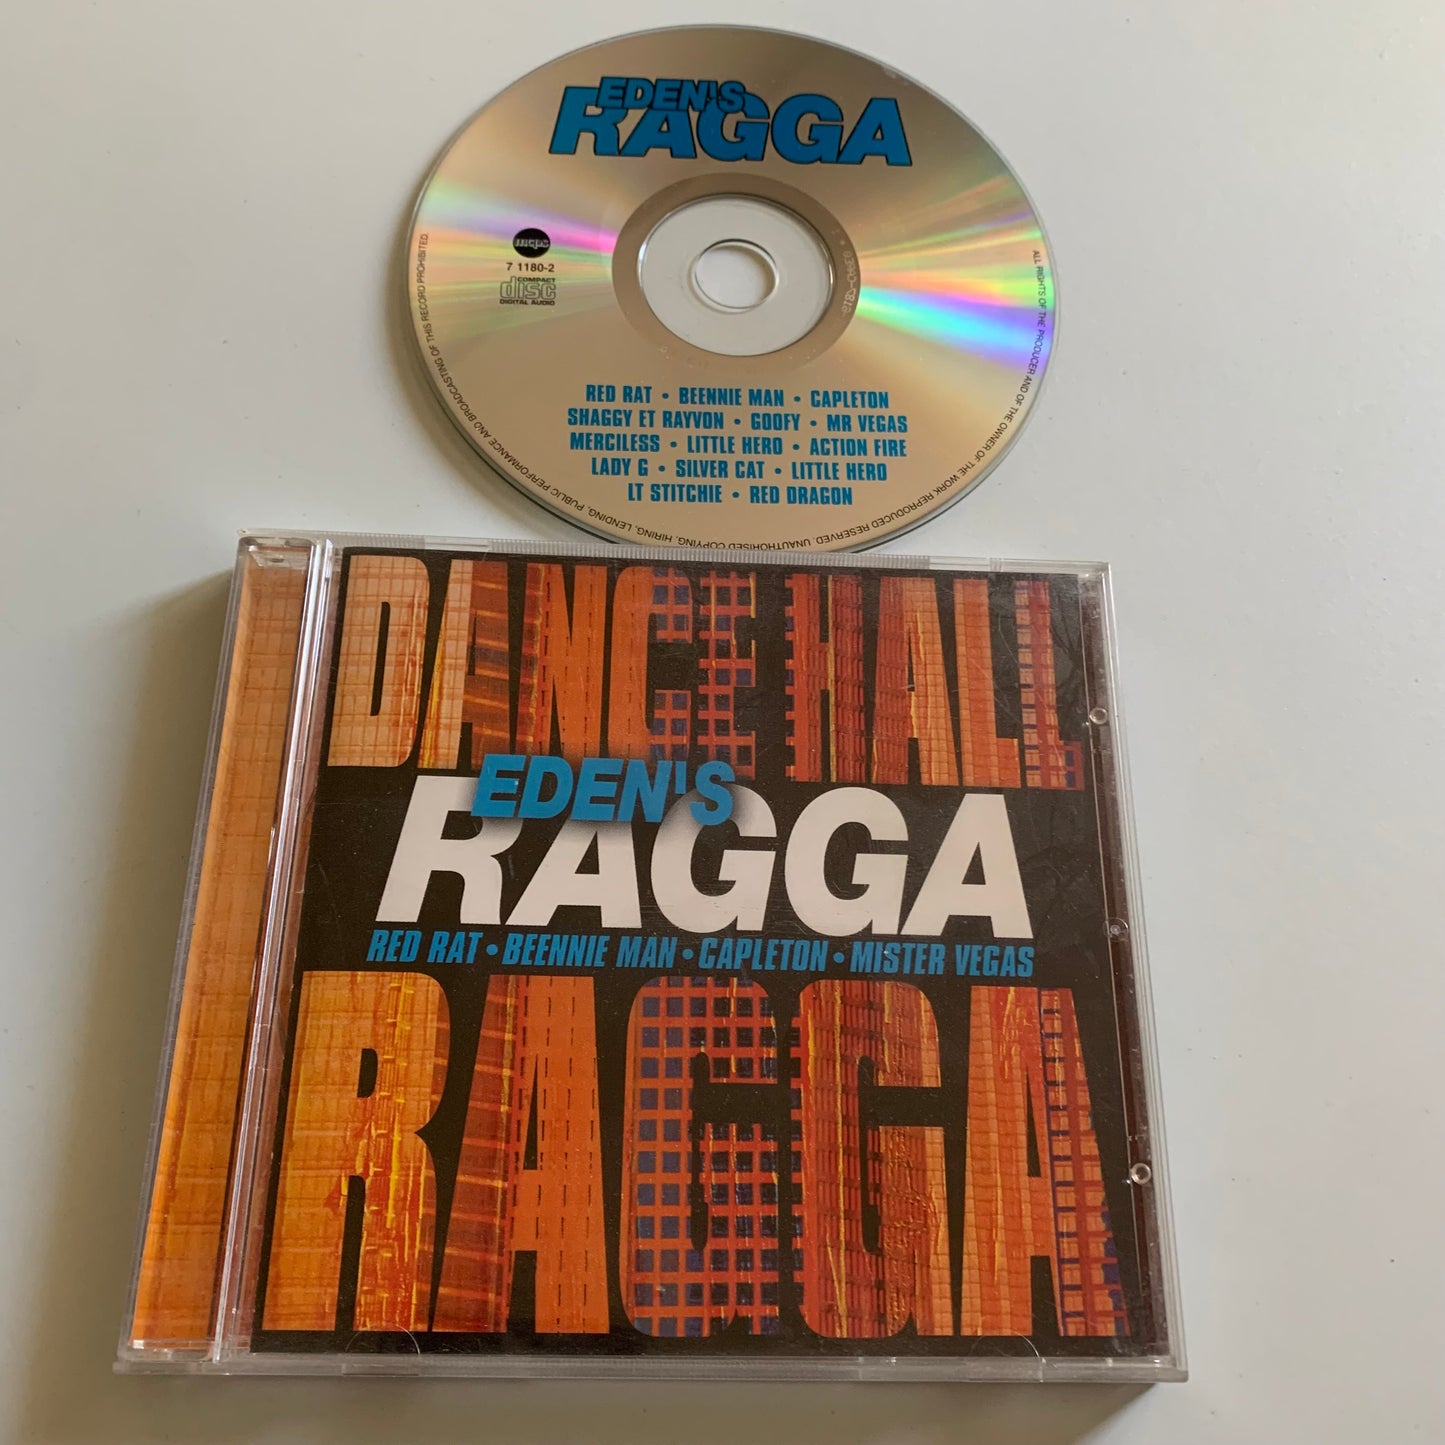 EDEN'S
RAGGA
mcps
7 1180-2
COMPACT
disc
DIGITAL AUDIO
RED RAT • BEENNIE MAN • CAPLETON
SHAGGY ET RAYVON • GOOFY • MR VEGAS
MERCILESS • LITTLE HERO • ACTION FIRE
LADY G • SILVER CAT • LITTLE HERO
LT STITCHIE • RED DRAGON
ALL RIGHTS OF THE PRODUCER AND OF THE OWNER OF THE WORK REPRODUCED RESERVED. UNAUTHORISED COPYING, HIRING, LENDING, PUBLIC PERFORMANCE AND BROADCASTING OF THIS RECORD PROHIBITED.
DANCE HALL
EDEN'S
RAGGA
RED RAT • BEENNIE MAN • CAPLETON • MISTER VEGAS
RAGGA